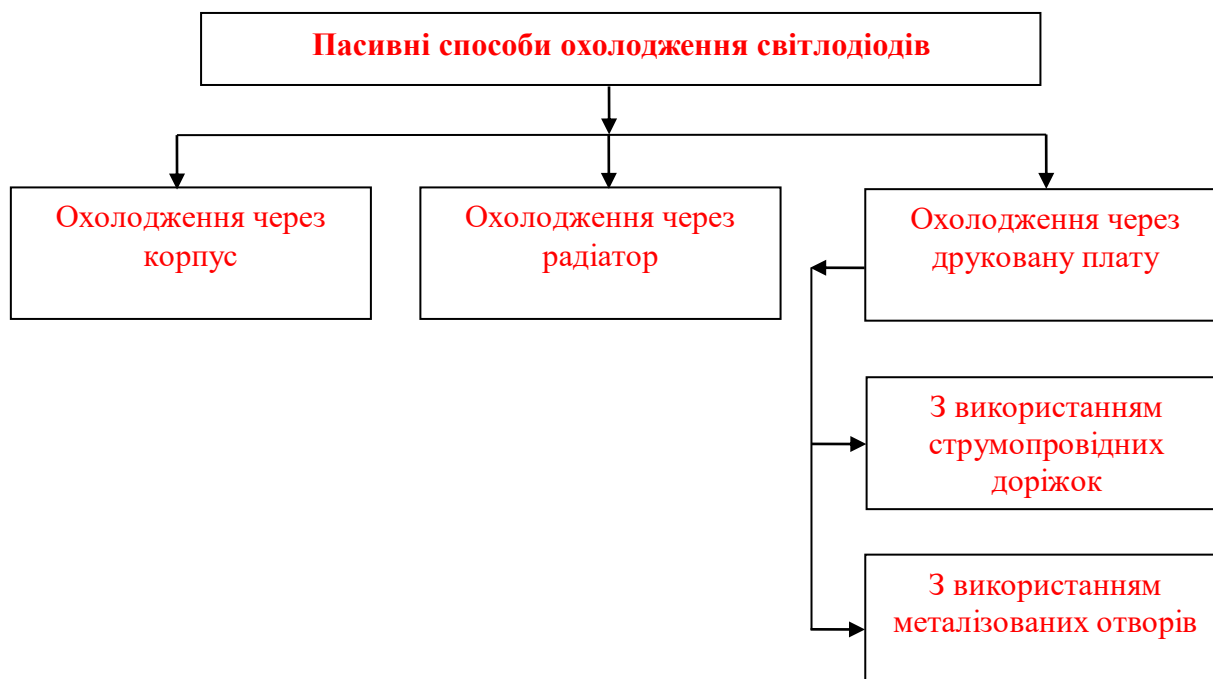 Пасивні способи охолодження світлодіодів
Охолодження через
корпус
Охолодження через
радіатор
Охолодження через
друковану плату
З використанням
струмопровідних
доріжок
З використанням
металізованих отворів